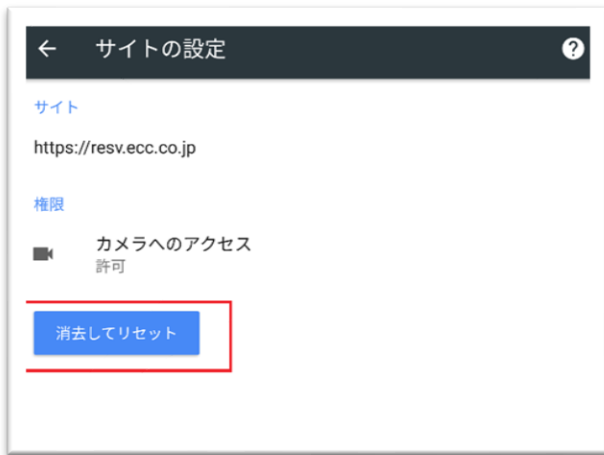 サイトの設定
サイト
https://resv.ecc.co.jp
権限
カメラへのアクセス
許可
消去してリセット